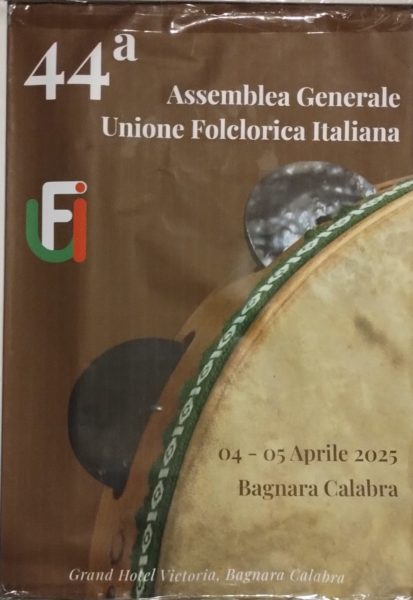 44a
Assemblea Generale
Unione Folclorica Italiana
UFI
04 - 05 Aprile 2025
Bagnara Calabra
Grand Hotel Victoria, Bagnara Calabra